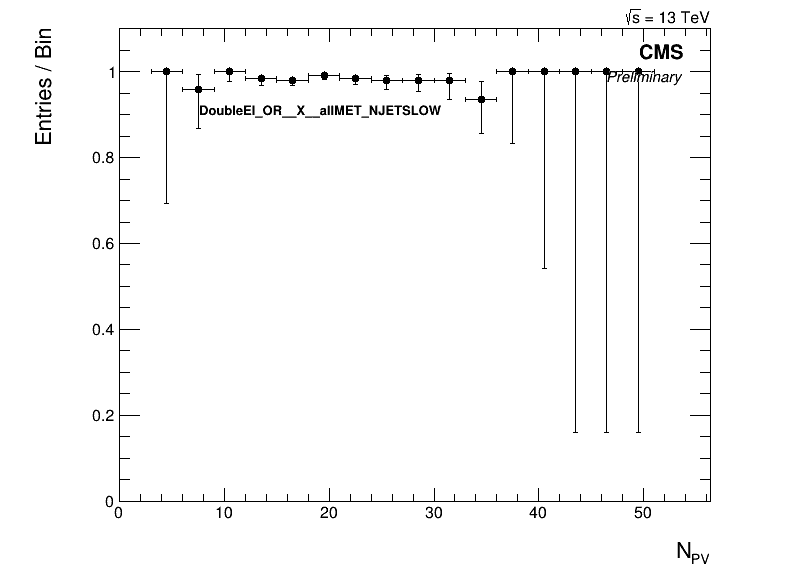 √s = 13 TeV
CMS
Preliminary
DoubleEl_OR__X__allMET_NJETSLOW
Entries / Bin
1
0.8
0.6
0.4
0.2
0
0 10 20 30 40 50
N_PV